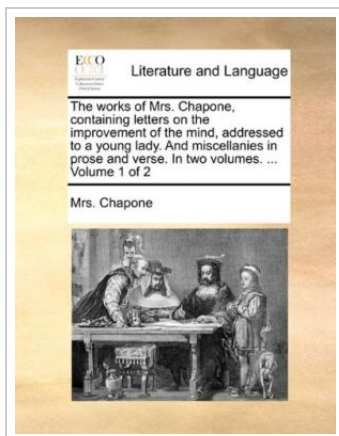 ECCO
Literature and Language
The works of Mrs. Chapone,
containing letters on the
improvement of the mind, addressed
to a young lady. And miscellanies in
prose and verse. In two volumes. ...
Volume 1 of 2
Mrs. Chapone